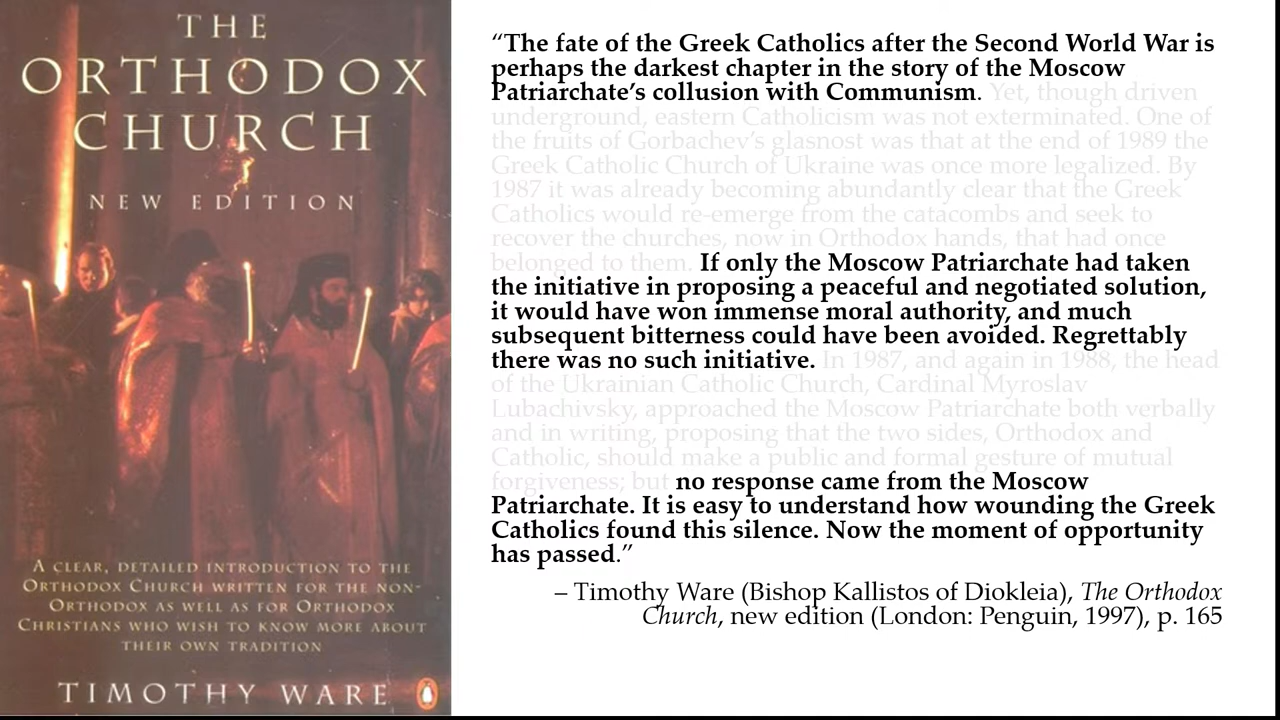 THE
ORTHODOX
CHURCH
NEW EDITION
A CLEAR, DETAILED INTRODUCTION TO THE
ORTHODOX CHURCH WRITTEN FOR THE NON-
ORTHODOX AS WELL AS FOR ORTHODOX
CHRISTIANS WHO WISH TO KNOW MORE ABOUT
THEIR OWN TRADITION
TIMOTHY WARE
“The fate of the Greek Catholics after the Second World War is
perhaps the darkest chapter in the story of the Moscow
Patriarchate’s collusion with Communism. Yet, though driven
underground, eastern Catholicism was not exterminated. One of
the fruits of Gorbachev’s glasnost was that at the end of 1989 the
Greek Catholic Church of Ukraine was once more legalized. By
1987 it was already becoming abundantly clear that the Greek
Catholics would re-emerge from the catacombs and seek to
recover the churches, now in Orthodox hands, that had once
belonged to them. If only the Moscow Patriarchate had taken
the initiative in proposing a peaceful and negotiated solution,
it would have won immense moral authority, and much
subsequent bitterness could have been avoided. Regrettably
there was no such initiative. In 1987, and again in 1988, the head
of the Ukrainian Catholic Church, Cardinal Myroslav
Lubachivsky, approached the Moscow Patriarchate both verbally
and in writing, proposing that the two sides, Orthodox and
Catholic, should make a public and formal gesture of mutual
forgiveness; but no response came from the Moscow
Patriarchate. It is easy to understand how wounding the Greek
Catholics found this silence. Now the moment of opportunity
has passed.”
– Timothy Ware (Bishop Kallistos of Diokleia), The Orthodox
Church, new edition (London: Penguin, 1997), p. 165